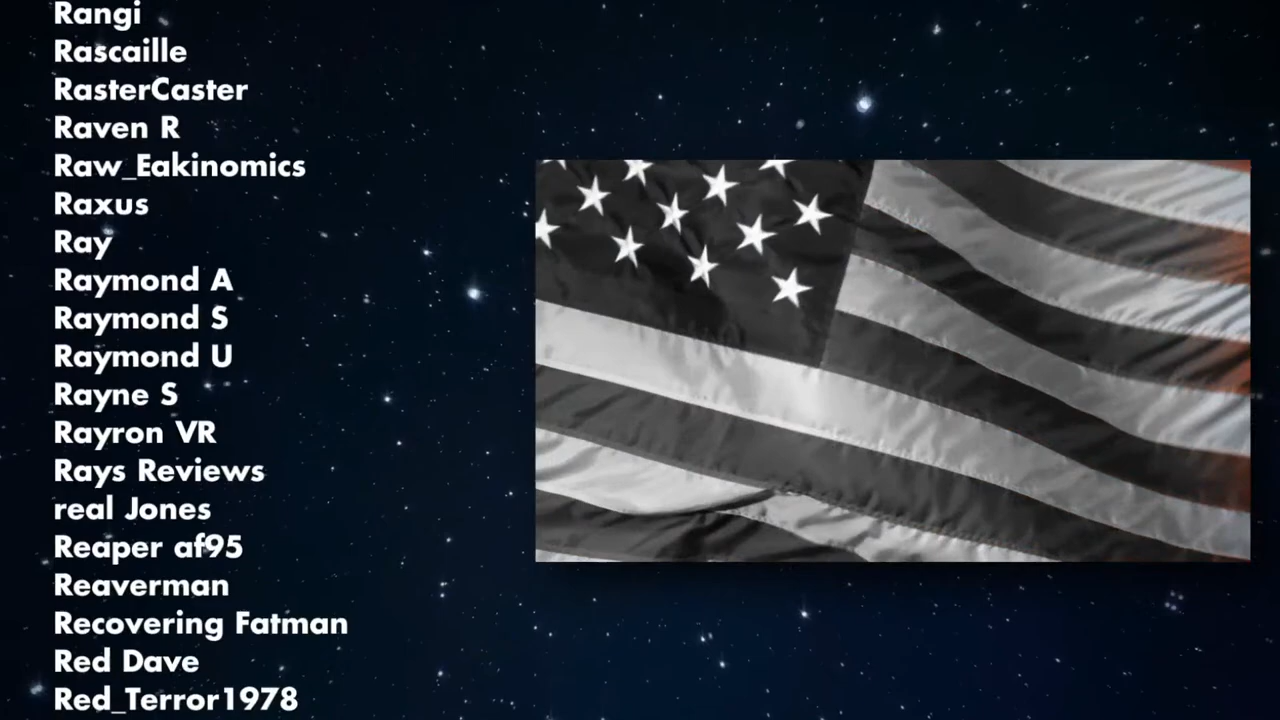 Rangi
Rascaille
RasterCaster
Raven R
Raw_Eakinomics
Raxus
Ray
Raymond A
Raymond S
Raymond U
Rayne S
Rayron VR
Rays Reviews
real Jones
Reaper af95
Reaverman
Recovering Fatman
Red Dave
Red_Terror1978